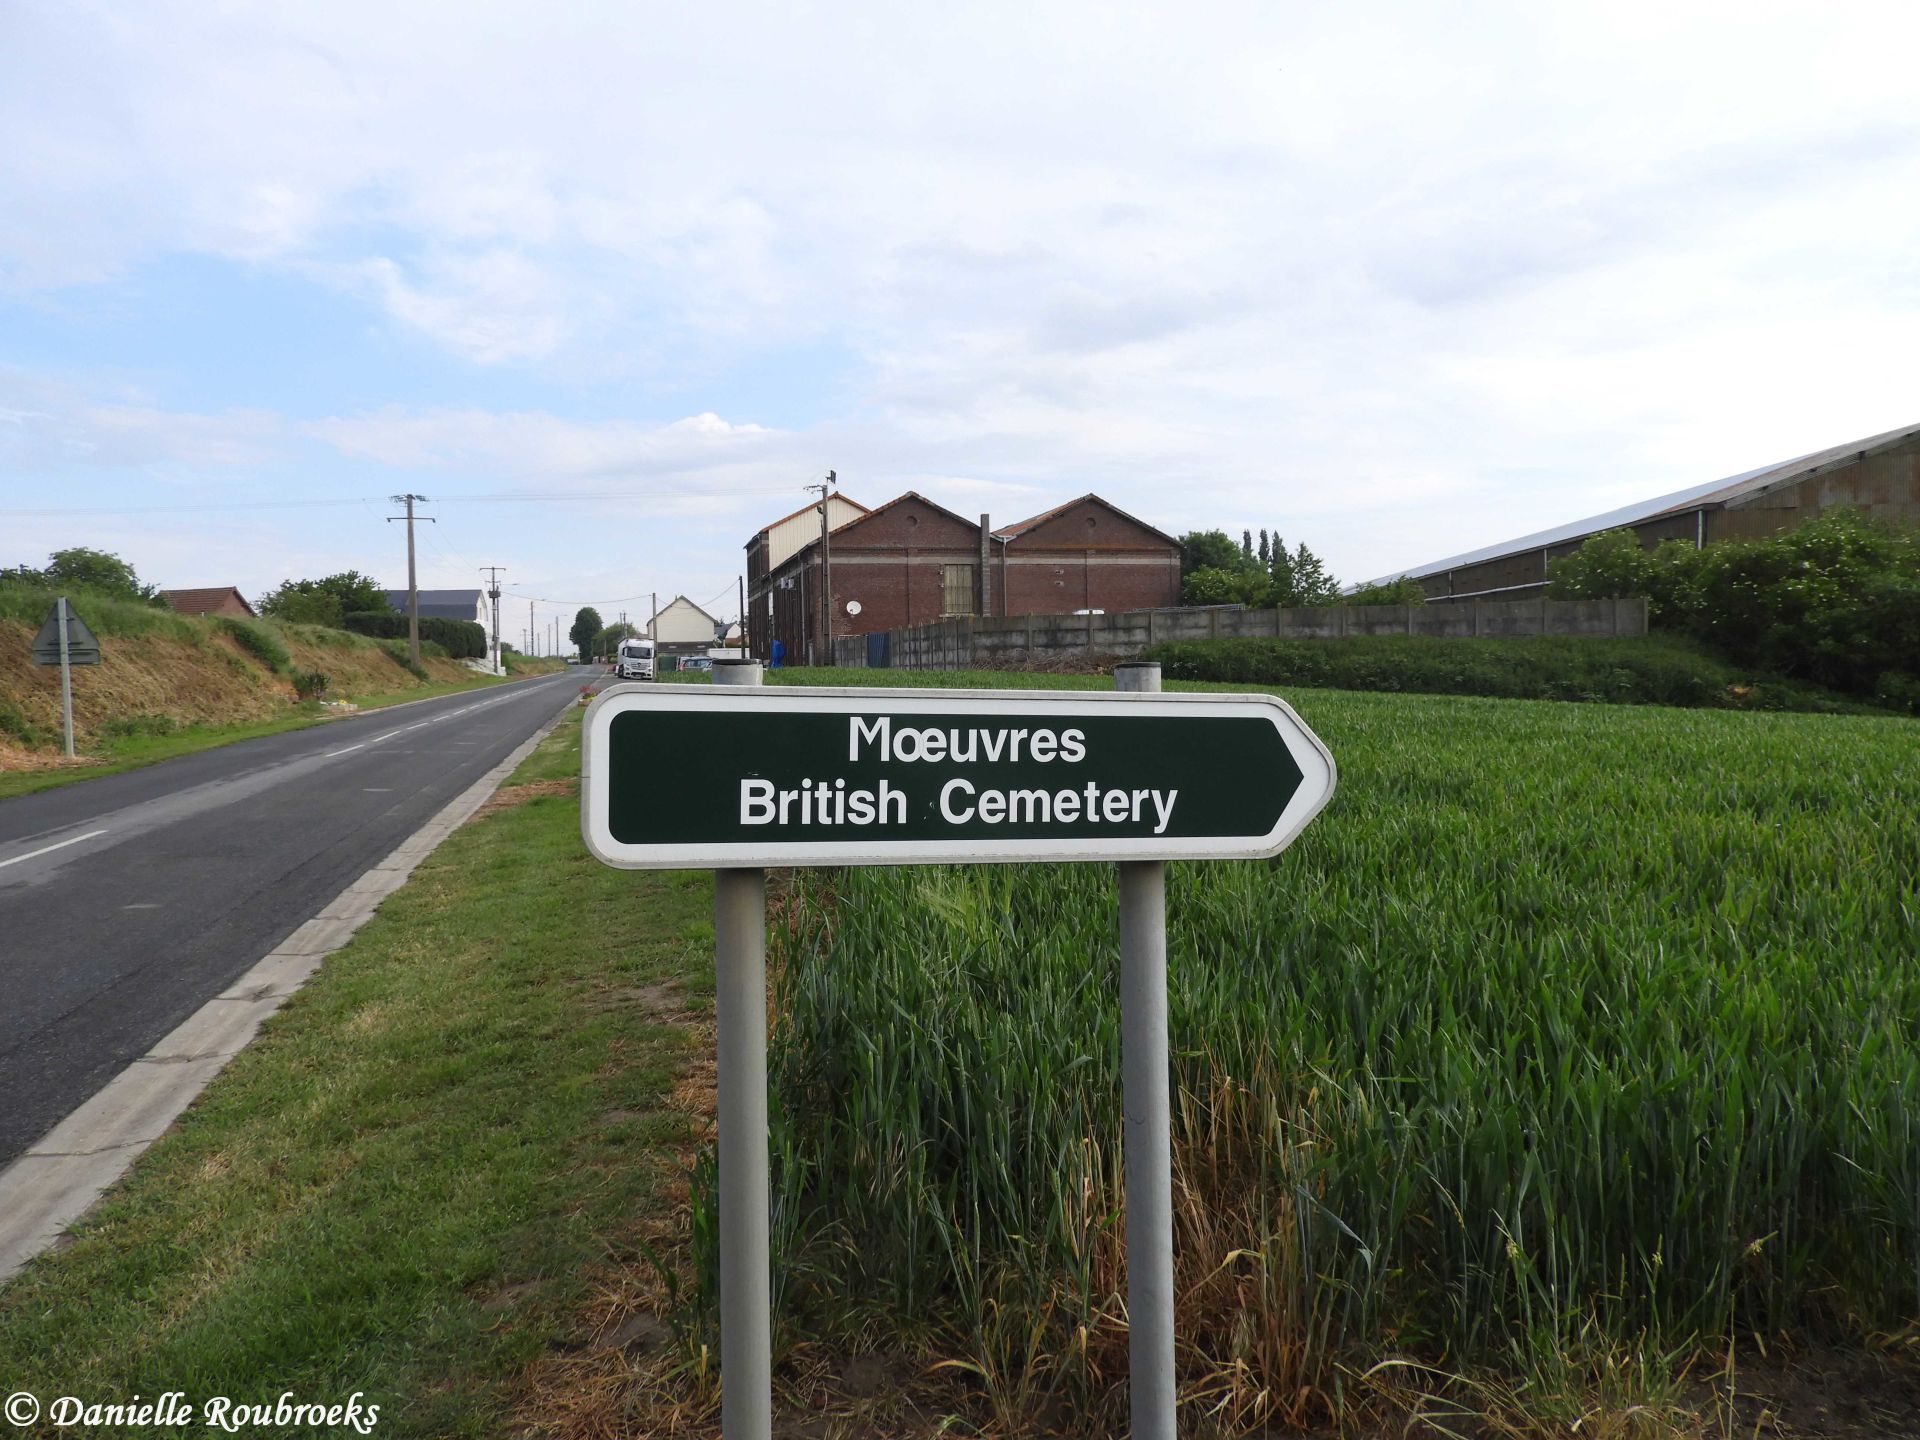 Mœuvres
British Cemetery
© Danielle Roubroeks